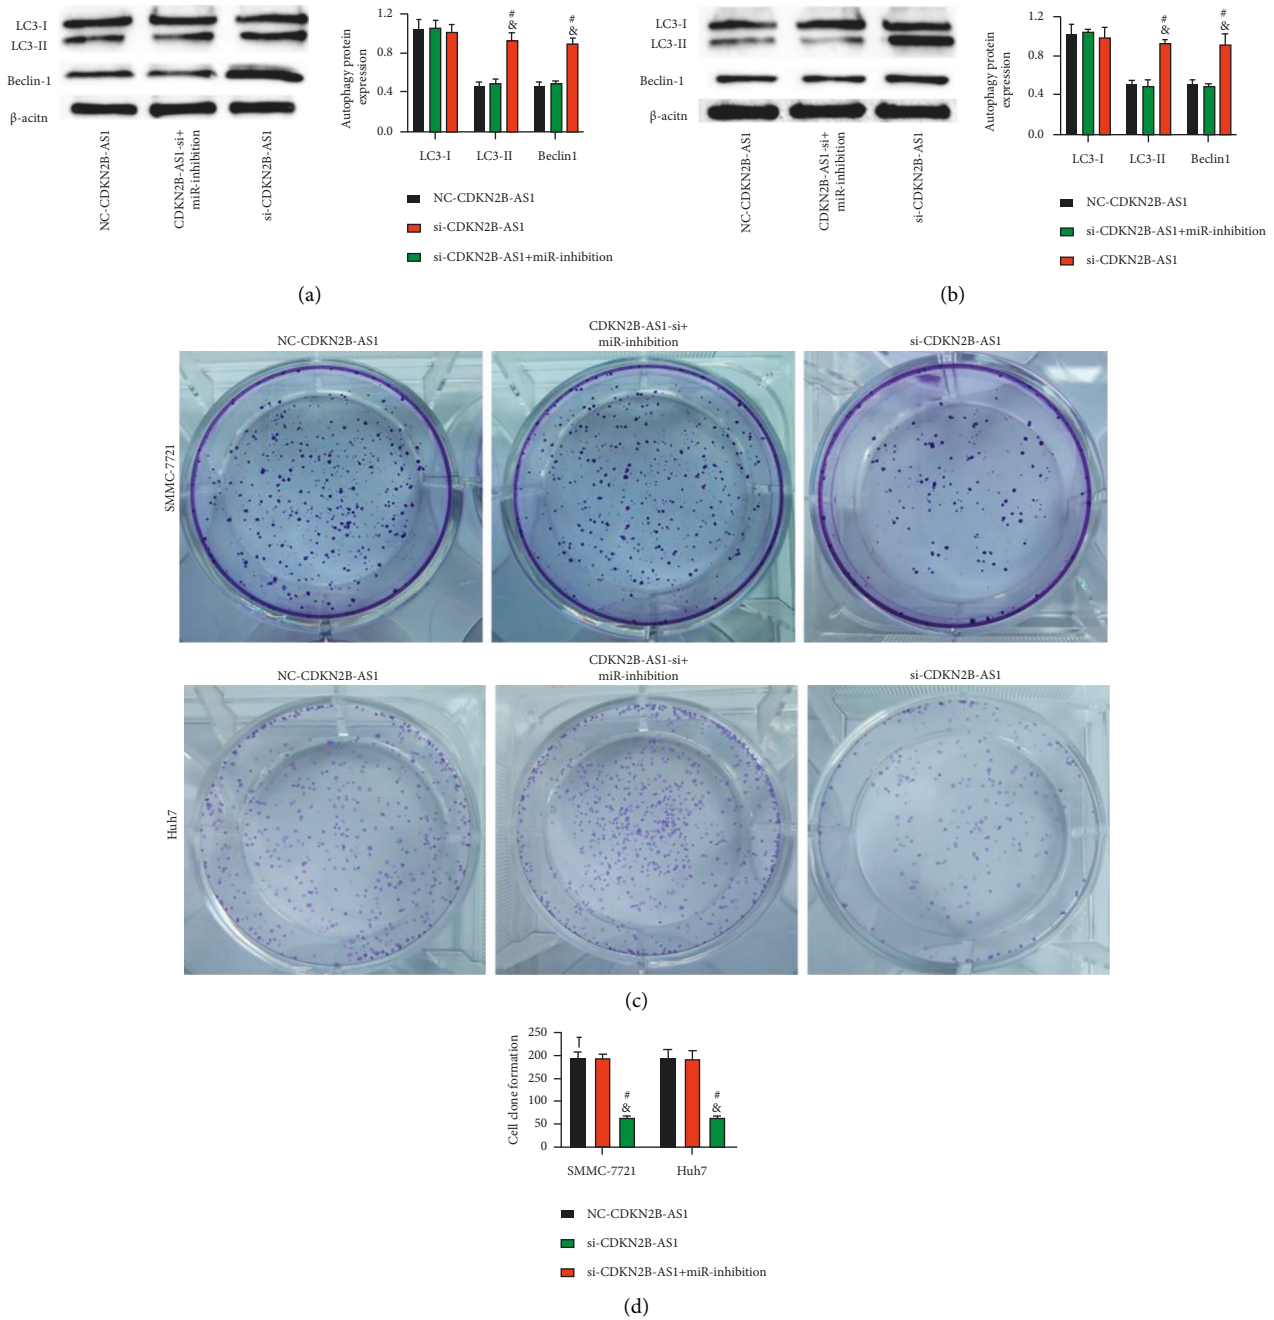 LC3-I
LC3-II
Beclin-1
β-acitn
NC-CDKN2B-AS1
CDKN2B-AS1-si+
miR-inhibition
si-CDKN2B-AS1
Autophagy protein
expression
1.2
0.8
0.4
0.0
#
&
#
&
LC3-I
LC3-II
Beclin1
NC-CDKN2B-AS1
si-CDKN2B-AS1
si-CDKN2B-AS1+miR-inhibition
(a)
LC3-I
LC3-II
Beclin-1
β-acitn
NC-CDKN2B-AS1
CDKN2B-AS1-si+
miR-inhibition
si-CDKN2B-AS1
Autophagy protein
expression
1.2
0.8
0.4
0.0
#
&
#
&
LC3-I
LC3-II
Beclin1
NC-CDKN2B-AS1
si-CDKN2B-AS1+miR-inhibition
si-CDKN2B-AS1
(b)
NC-CDKN2B-AS1
CDKN2B-AS1-si+
miR-inhibition
si-CDKN2B-AS1
SMMC-7721
NC-CDKN2B-AS1
CDKN2B-AS1-si+
miR-inhibition
si-CDKN2B-AS1
Huh7
(c)
Cell clone formation
250
200
250
100
50
0
#
&
#
&
SMMC-7721
Huh7
NC-CDKN2B-AS1
si-CDKN2B-AS1
si-CDKN2B-AS1+miR-inhibition
(d)